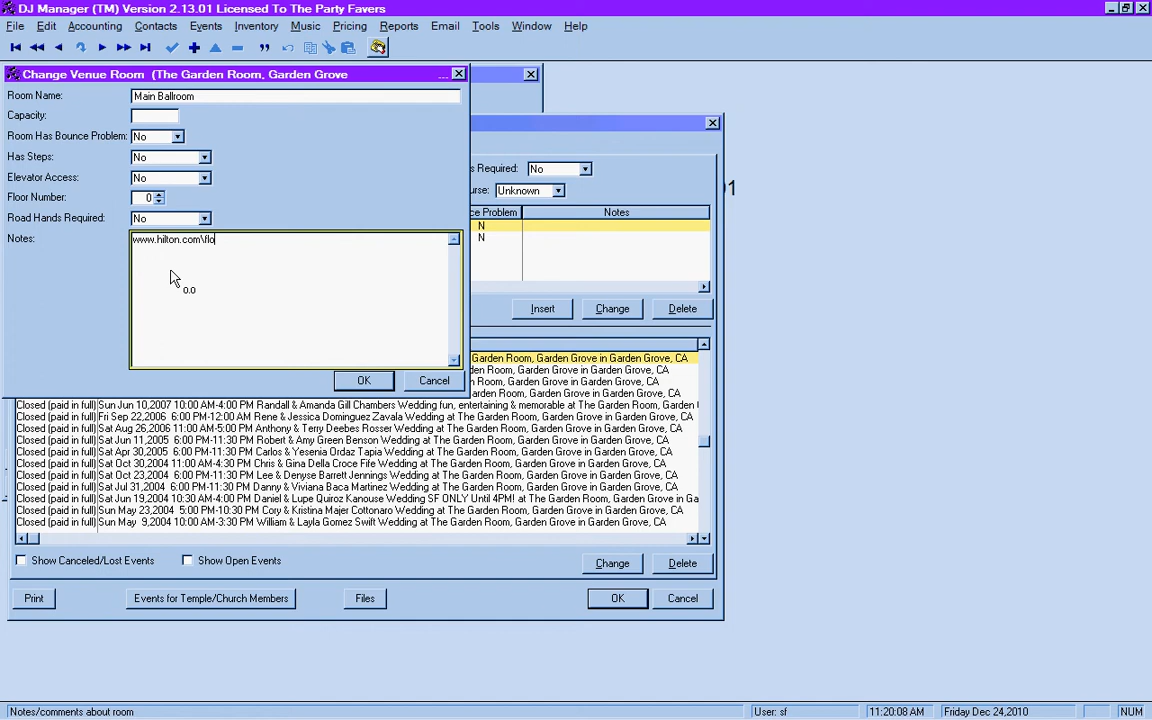 DJ Manager (TM) Version 2.13.01 Licensed To The Party Favers
File Edit Windows Accounting Contacts Events Inventory Music Pricing Reports Email Tools Window Help
Change Venue Room (The Garden Room, Garden Grove ...
Room Name: Main Ballroom
Capacity:
Room Has Bounce Problem: No
Has Steps: No
Elevator Access: No
Floor Number: 0
Road Hands Required: No
Notes: www.hilton.com\flo
0.0
OK Cancel
s Required: No
urse: Unknown
01
ce Problem Notes
N
N
Insert Change Delete
Garden Room, Garden Grove in Garden Grove, CA
Garden Room, Garden Grove in Garden Grove, CA
Garden Room, Garden Grove in Garden Grove, CA
Garden Room, Garden Grove in Garden Grove, CA
Closed (paid in full) Sun Jun 10,2007 10:00 AM-4:00 PM Randall & Amanda Gill Chambers Wedding fun, entertaining & memorable at The Garden Room, G
Closed (paid in full) Fri Sep 22,2006 6:00 PM-12:00 AM Rene & Jessica Dominguez Zavala Wedding at The Garden Room, Garden Grove in Garden Grove,
Closed (paid in full) Sat Aug 26,2006 11:00 AM-5:00 PM Anthony & Terry Deebes Rosser Wedding at The Garden Room, Garden Grove in Garden Grove, CA
Closed (paid in full) Sat Jun 11,2005 6:00 PM-11:30 PM Robert & Amy Green Benson Wedding at The Garden Room, Garden Grove in Garden Grove, CA
Closed (paid in full) Sat Apr 30,2005 6:00 PM-11:30 PM Carlos & Yesenia Ordaz Tapia Wedding at The Garden Room, Garden Grove in Garden Grove, CA
Closed (paid in full) Sat Oct 30,2004 11:00 AM-4:30 PM Chris & Gina Della Croce Fife Wedding at The Garden Room, Garden Grove in Garden Grove, CA
Closed (paid in full) Sat Oct 23,2004 6:00 PM-11:30 PM Lee & Denyse Barrett Jennings Wedding at The Garden Room, Garden Grove in Garden Grove, CA
Closed (paid in full) Sat Jul 31,2004 6:00 PM-11:30 PM Danny & Viviana Baca Martinez Wedding at The Garden Room, Garden Grove in Garden Grove, CA
Closed (paid in full) Sat Jun 19,2004 10:30 AM-4:00 PM Daniel & Lupe Quiroz Kanouse Wedding SF ONLY Until 4PM! at The Garden Room, Garden Grove in Ga
Closed (paid in full) Sun May 23,2004 5:00 PM-10:30 PM Cory & Kristina Majer Cottonaro Wedding at The Garden Room, Garden Grove in Garden Grove, CA
Closed (paid in full) Sun May 9,2004 10:00 AM-3:30 PM William & Layla Gomez Swift Wedding at The Garden Room, Garden Grove in Garden Grove, CA
Show Canceled/Lost Events Show Open Events Change Delete
Print Events for Temple/Church Members Files OK Cancel
Notes/comments about room User: sf 11:20:08 AM Friday Dec 24,2010 NUM